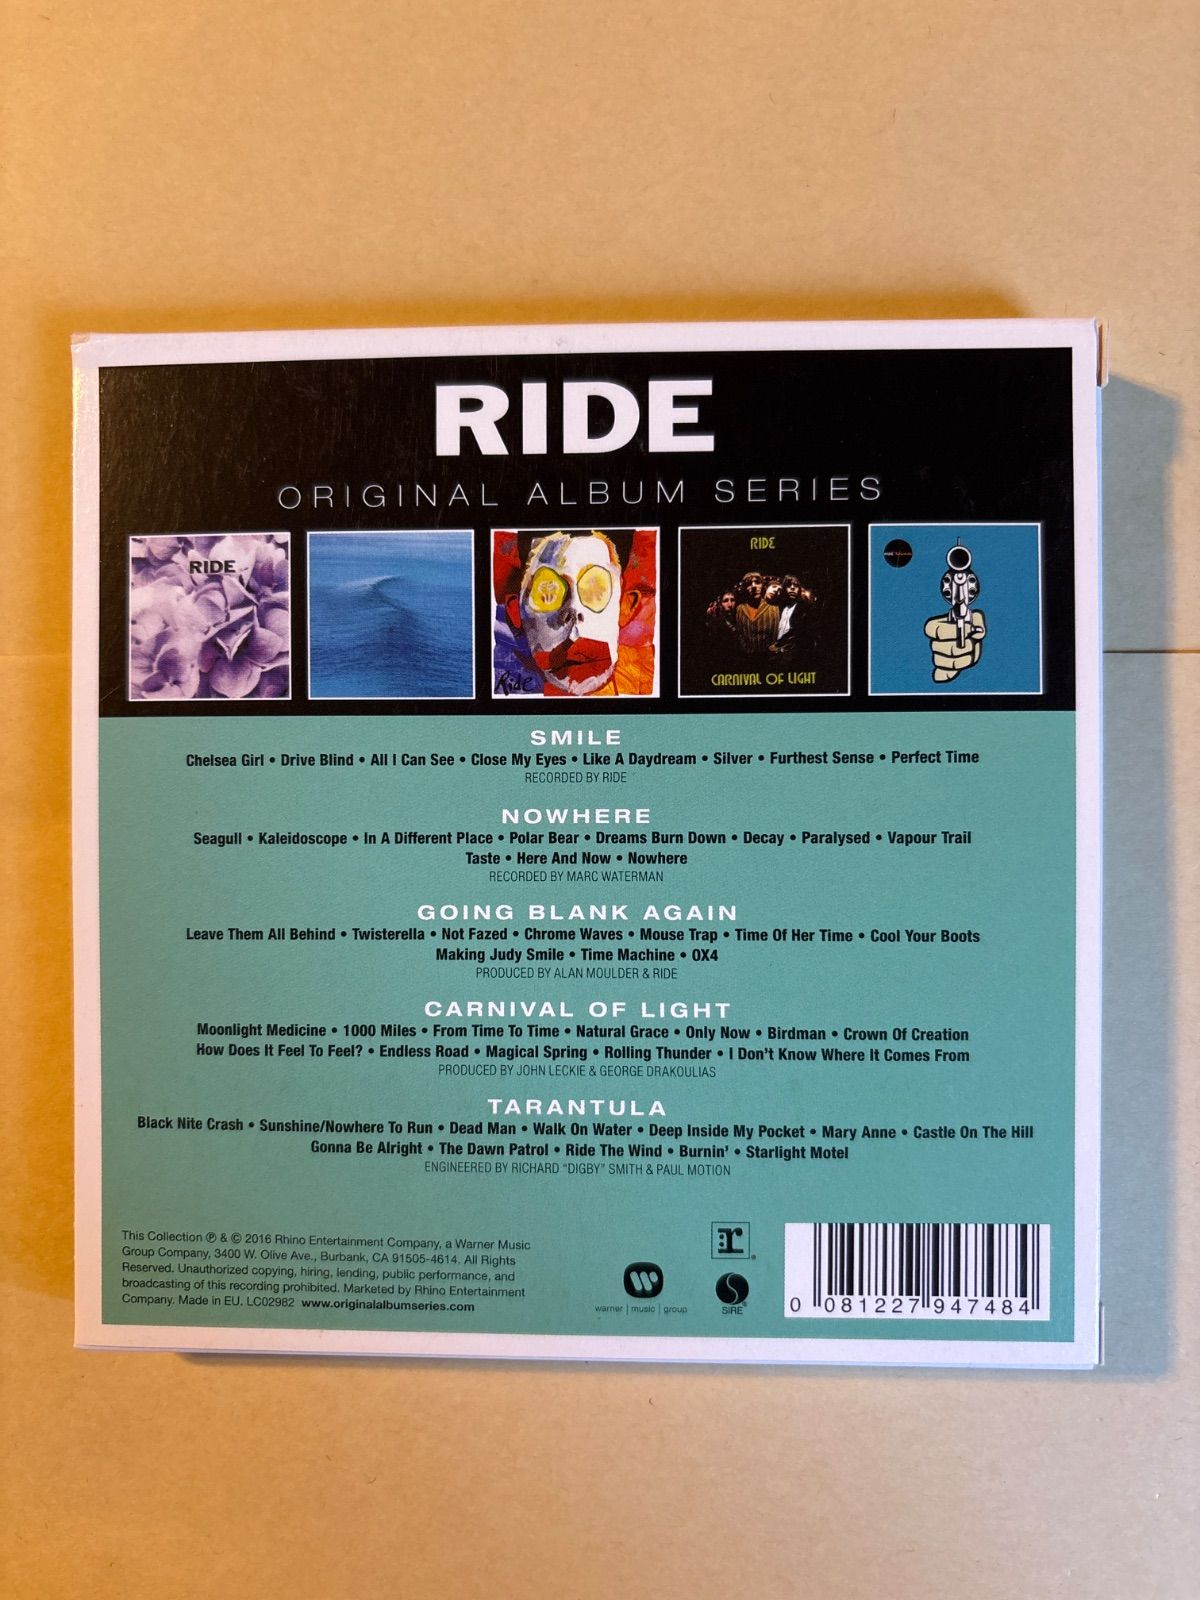 RIDE
ORIGINAL ALBUM SERIES
RIDE
Ride
RIDE
CARNIVAL OF LIGHT
SMILE
Chelsea Girl • Drive Blind • All I Can See • Close My Eyes • Like A Daydream • Silver • Furthest Sense • Perfect Time
RECORDED BY RIDE
NOWHERE
Seagull • Kaleidoscope • In A Different Place • Polar Bear • Dreams Burn Down • Decay • Paralysed • Vapour Trail
Taste • Here And Now • Nowhere
RECORDED BY MARC WATERMAN
GOING BLANK AGAIN
Leave Them All Behind • Twisterella • Not Fazed • Chrome Waves • Mouse Trap • Time Of Her Time • Cool Your Boots
Making Judy Smile • Time Machine • OX4
PRODUCED BY ALAN MOULDER & RIDE
CARNIVAL OF LIGHT
Moonlight Medicine • 1000 Miles • From Time To Time • Natural Grace • Only Now • Birdman • Crown Of Creation
How Does It Feel To Feel? • Endless Road • Magical Spring • Rolling Thunder • I Don't Know Where It Comes From
PRODUCED BY JOHN LECKIE & GEORGE DRAKOULIAS
TARANTULA
Black Nite Crash • Sunshine/Nowhere To Run • Dead Man • Walk On Water • Deep Inside My Pocket • Mary Anne • Castle On The Hill
Gonna Be Alright • The Dawn Patrol • Ride The Wind • Burnin' • Starlight Motel
ENGINEERED BY RICHARD "DIGBY" SMITH & PAUL MOTION
This Collection ℗ & © 2016 Rhino Entertainment Company, a Warner Music
Group Company, 3400 W. Olive Ave., Burbank, CA 91505-4614. All Rights
Reserved. Unauthorized copying, hiring, lending, public performance, and
broadcasting of this recording prohibited. Marketed by Rhino Entertainment
Company. Made in EU. LC02982 www.originalalbumseries.com
warner | music | group
:r
®
SIRE®
0 081227 947484